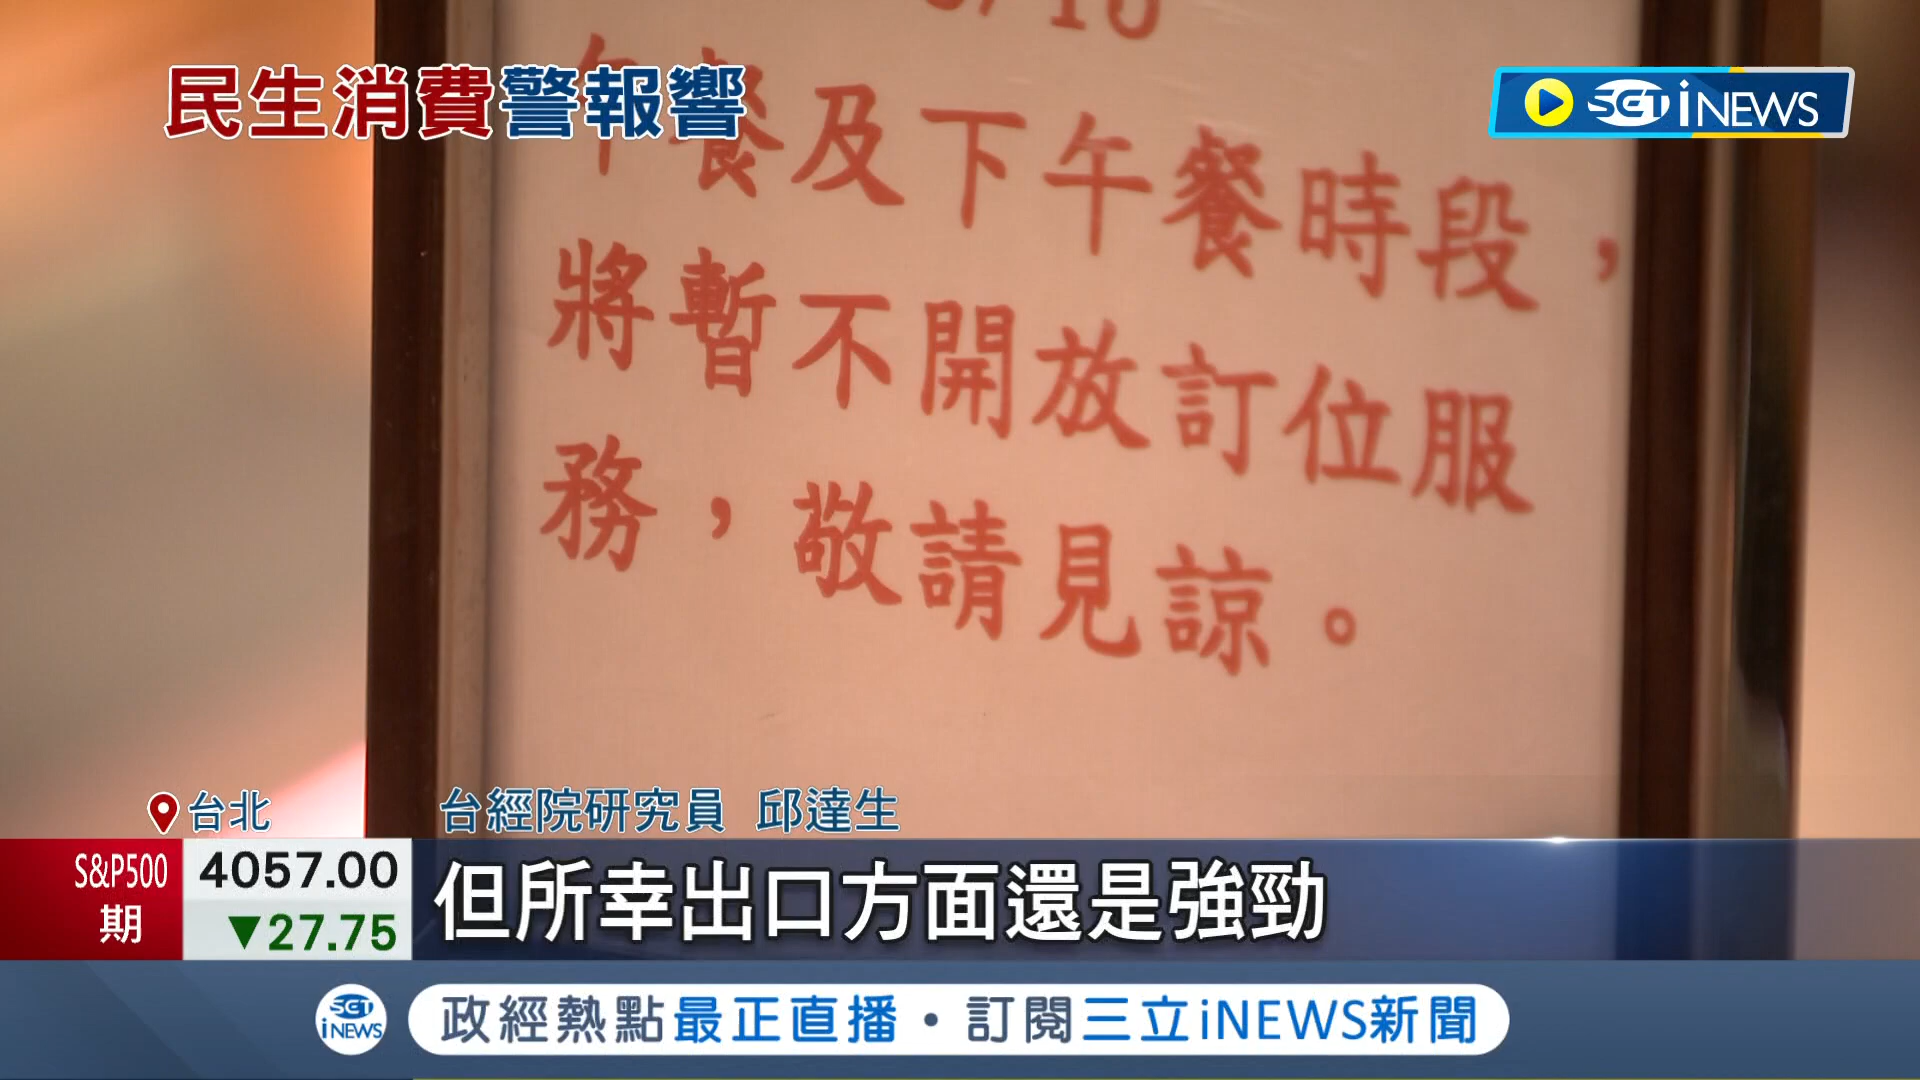 民生消費警報響
SET iNEWS
午餐及下午餐時段，
將暫不開放訂位服
務，敬請見諒。
台北
台經院研究員 邱達生
S&P500
期
4057.00
▼27.75
但所幸出口方面還是強勁
SET
iNEWS
政經熱點最正直播・訂閱三立iNEWS新聞